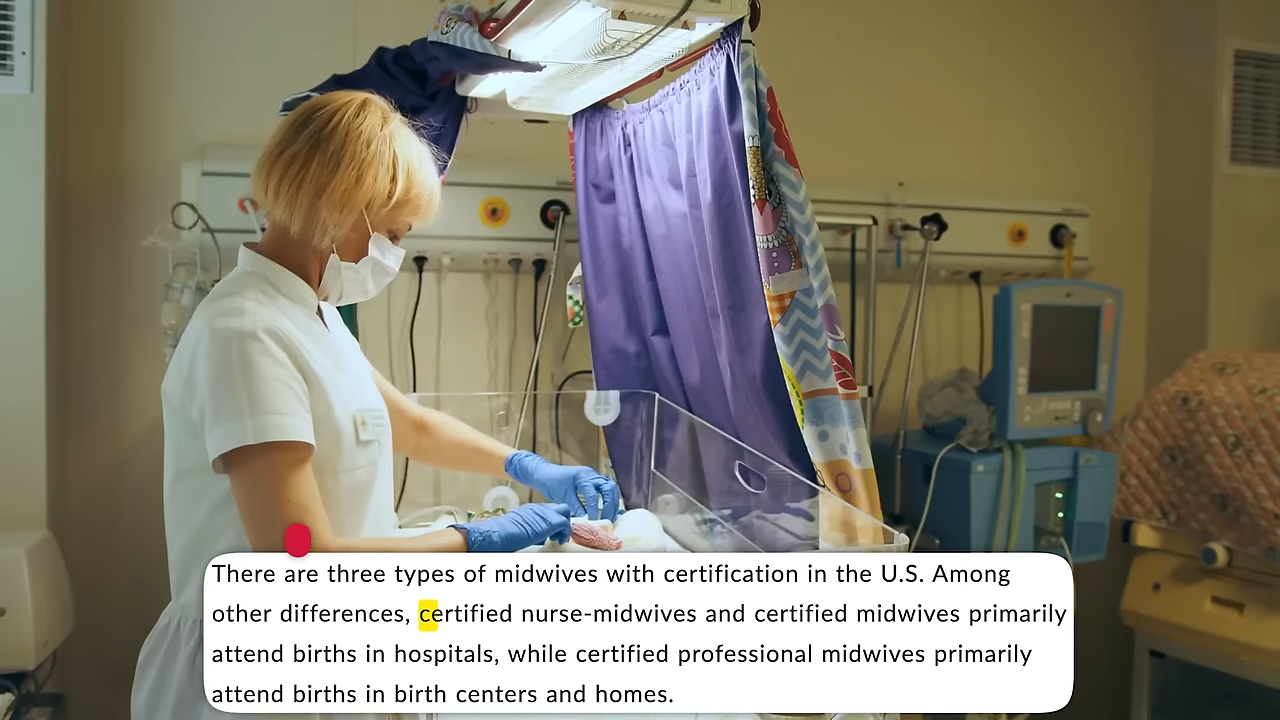 There are three types of midwives with certification in the U.S. Among
other differences, certified nurse-midwives and certified midwives primarily
attend births in hospitals, while certified professional midwives primarily
attend births in birth centers and homes.